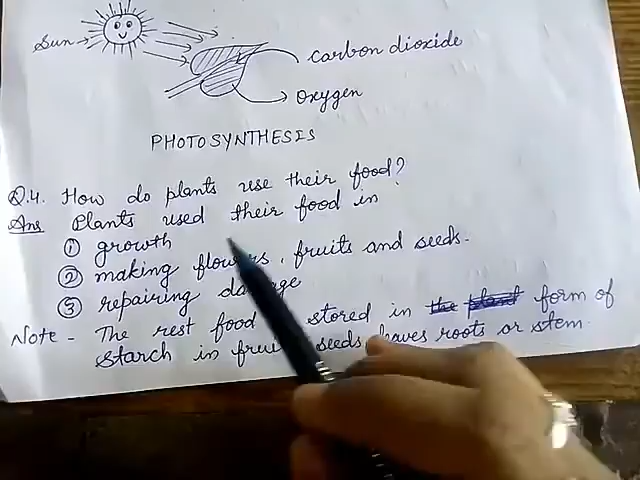 Sun
carbon dioxide
oxygen
PHOTOSYNTHESIS
Q.4. How do plants use their food?
Ans Plants used their food in
① growth
② making flowers, fruits and seeds.
③ repairing damage
Note - The rest food stored in form of
starch in fruit seeds leaves roots or stem.